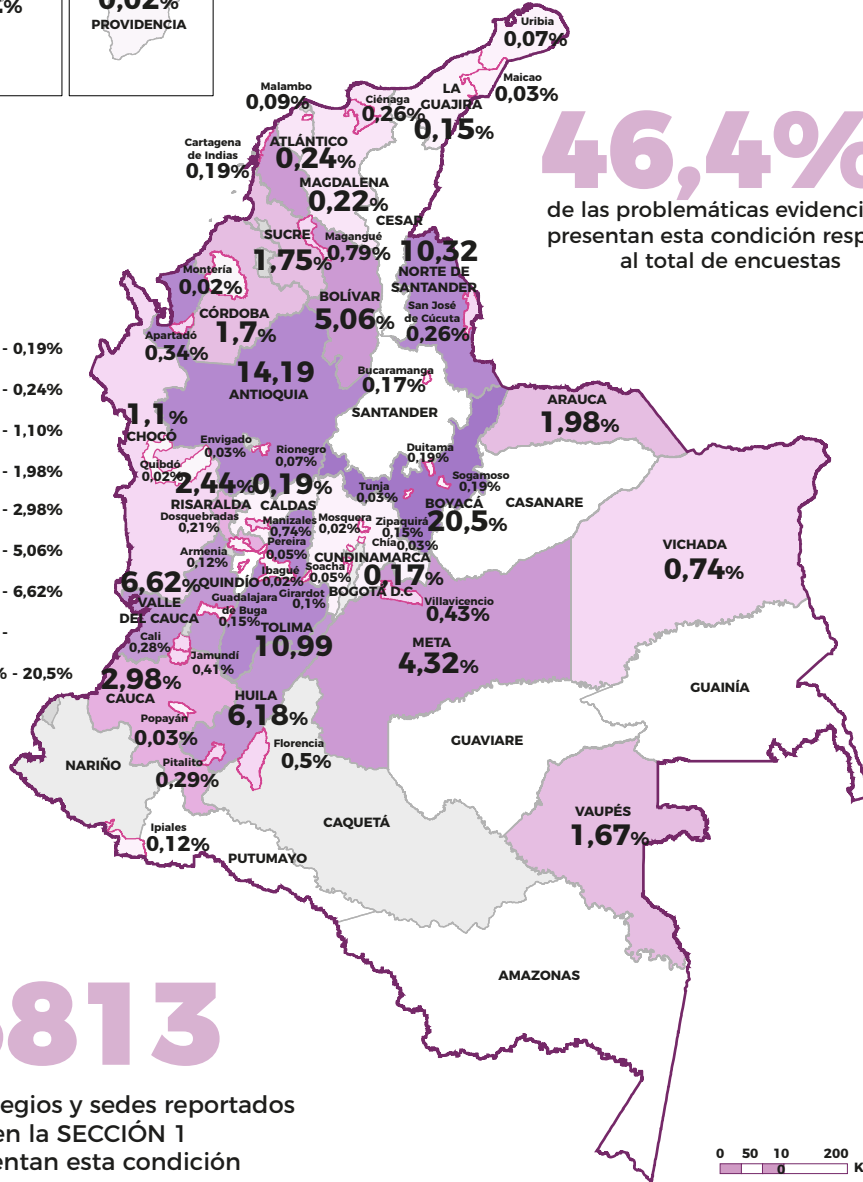 0,02%
PROVIDENCIA
Uribia
0,07%
Maicao
0,03%
LA
GUAJIRA
0,15%
Malambo
0,09%
Ciénaga
0,26%
Cartagena
de Indias
0,19%
ATLÁNTICO
0,24%
MAGDALENA
0,22%
CESAR
46,4%
de las problemáticas
presentan esta condición
al total de encuestas
SUCRE
1,75%
Magangué
0,79%
10,32
NORTE DE
SANTANDER
Montería
0,02%
BOLÍVAR
5,06%
San José
de Cúcuta
0,26%
CÓRDOBA
1,7%
Apartadó
0,34%
- 0,19%
- 0,24%
- 1,10%
- 1,98%
- 2,98%
- 5,06%
- 6,62%
-
% - 20,5%
14,19
ANTIOQUIA
Bucaramanga
0,17%
SANTANDER
ARAUCA
1,98%
1,1%
CHOCÓ
Envigado
0,03%
Rionegro
0,07%
Duitama
0,19%
Quibdó
0,02%
2,44%
RISARALDA
0,19%
CALDAS
Tunja
0,03%
Sogamoso
0,19%
BOYACÁ
20,5%
CASANARE
Dosquebradas
0,21%
Manizales
0,74%
Mosquera
0,02%
Zipaquirá
0,15%
Chía
0,03%
VICHADA
0,74%
Armenia
0,12%
Pereira
0,05%
CUNDINAMARCA
0,17%
6,62%
VALLE
DEL CAUCA
QUINDÍO
Ibagué
0,02%
Soacha
0,05%
BOGOTÁ D.C
Guadalajara
de Buga
0,15%
Girardot
0,1%
Villavicencio
0,43%
TOLIMA
10,99
Cali
0,28%
Jamundí
0,41%
META
4,32%
2,98%
CAUCA
HUILA
6,18%
GUAINÍA
Popayán
0,03%
Florencia
0,5%
GUAVIARE
NARIÑO
Pitalito
0,29%
CAQUETÁ
VAUPÉS
1,67%
Ipiales
0,12%
PUTUMAYO
AMAZONAS
813
y sedes reportados
en la SECCIÓN 1
esta condición
0 50 10
0 200